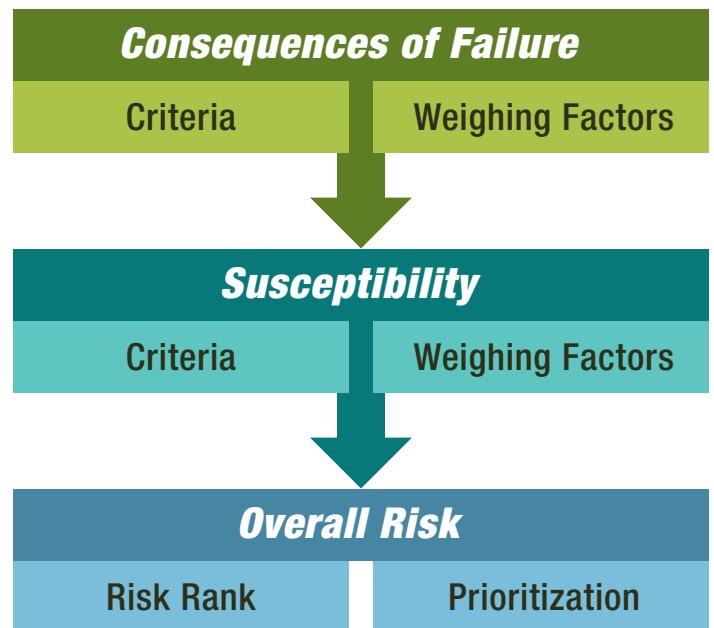 Consequences of Failure
Criteria
Weighing Factors
Susceptibility
Criteria
Weighing Factors
Overall Risk
Risk Rank
Prioritization